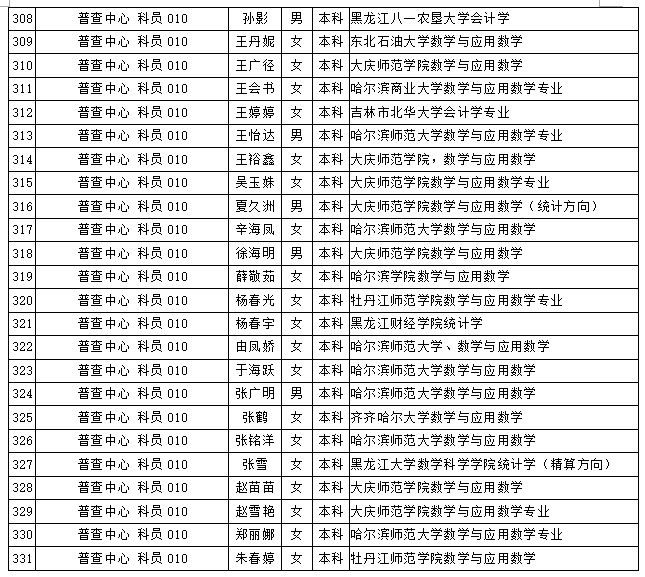 308 普查中心 科员 010 孙影 男 本科 黑龙江八一农垦大学会计学
309 普查中心 科员 010 王丹妮 女 本科 东北石油大学数学与应用数学
310 普查中心 科员 010 王广径 女 本科 大庆师范学院数学与应用数学
311 普查中心 科员 010 王会书 女 本科 哈尔滨商业大学数学与应用数学专业
312 普查中心 科员 010 王婷婷 女 本科 吉林市北华大学会计学专业
313 普查中心 科员 010 王怡达 男 本科 哈尔滨师范大学数学与应用数学专业
314 普查中心 科员 010 王裕鑫 女 本科 大庆师范学院，数学与应用数学
315 普查中心 科员 010 吴玉姝 女 本科 大庆师范学院数学与应用数学专业
316 普查中心 科员 010 夏久洲 男 本科 大庆师范学院数学与应用数学（统计方向）
317 普查中心 科员 010 辛海凤 女 本科 哈尔滨师范大学数学与应用数学
318 普查中心 科员 010 徐海明 男 本科 大庆师范学院数学与应用数学
319 普查中心 科员 010 薛敬茹 女 本科 哈尔滨学院数学与应用数学
320 普查中心 科员 010 杨春光 女 本科 牡丹江师范学院数学与应用数学专业
321 普查中心 科员 010 杨春宇 女 本科 黑龙江财经学院统计学
322 普查中心 科员 010 由凤娇 女 本科 哈尔滨师范大学、数学与应用数学
323 普查中心 科员 010 于海跃 女 本科 哈尔滨师范大学数学与应用数学
324 普查中心 科员 010 张广明 男 本科 哈尔滨师范大学数学与应用数学
325 普查中心 科员 010 张鹤 女 本科 齐齐哈尔大学数学与应用数学
326 普查中心 科员 010 张铭洋 女 本科 哈尔滨师范大学数学与应用数学
327 普查中心 科员 010 张雪 女 本科 黑龙江大学数学科学学院统计学（精算方向）
328 普查中心 科员 010 赵苗苗 女 本科 大庆师范学院数学与应用数学
329 普查中心 科员 010 赵雪艳 女 本科 大庆师范学院数学与应用数学专业
330 普查中心 科员 010 郑丽娜 女 本科 哈尔滨师范大学数学与应用数学专业
331 普查中心 科员 010 朱春婷 女 本科 牡丹江师范学院数学与应用数学